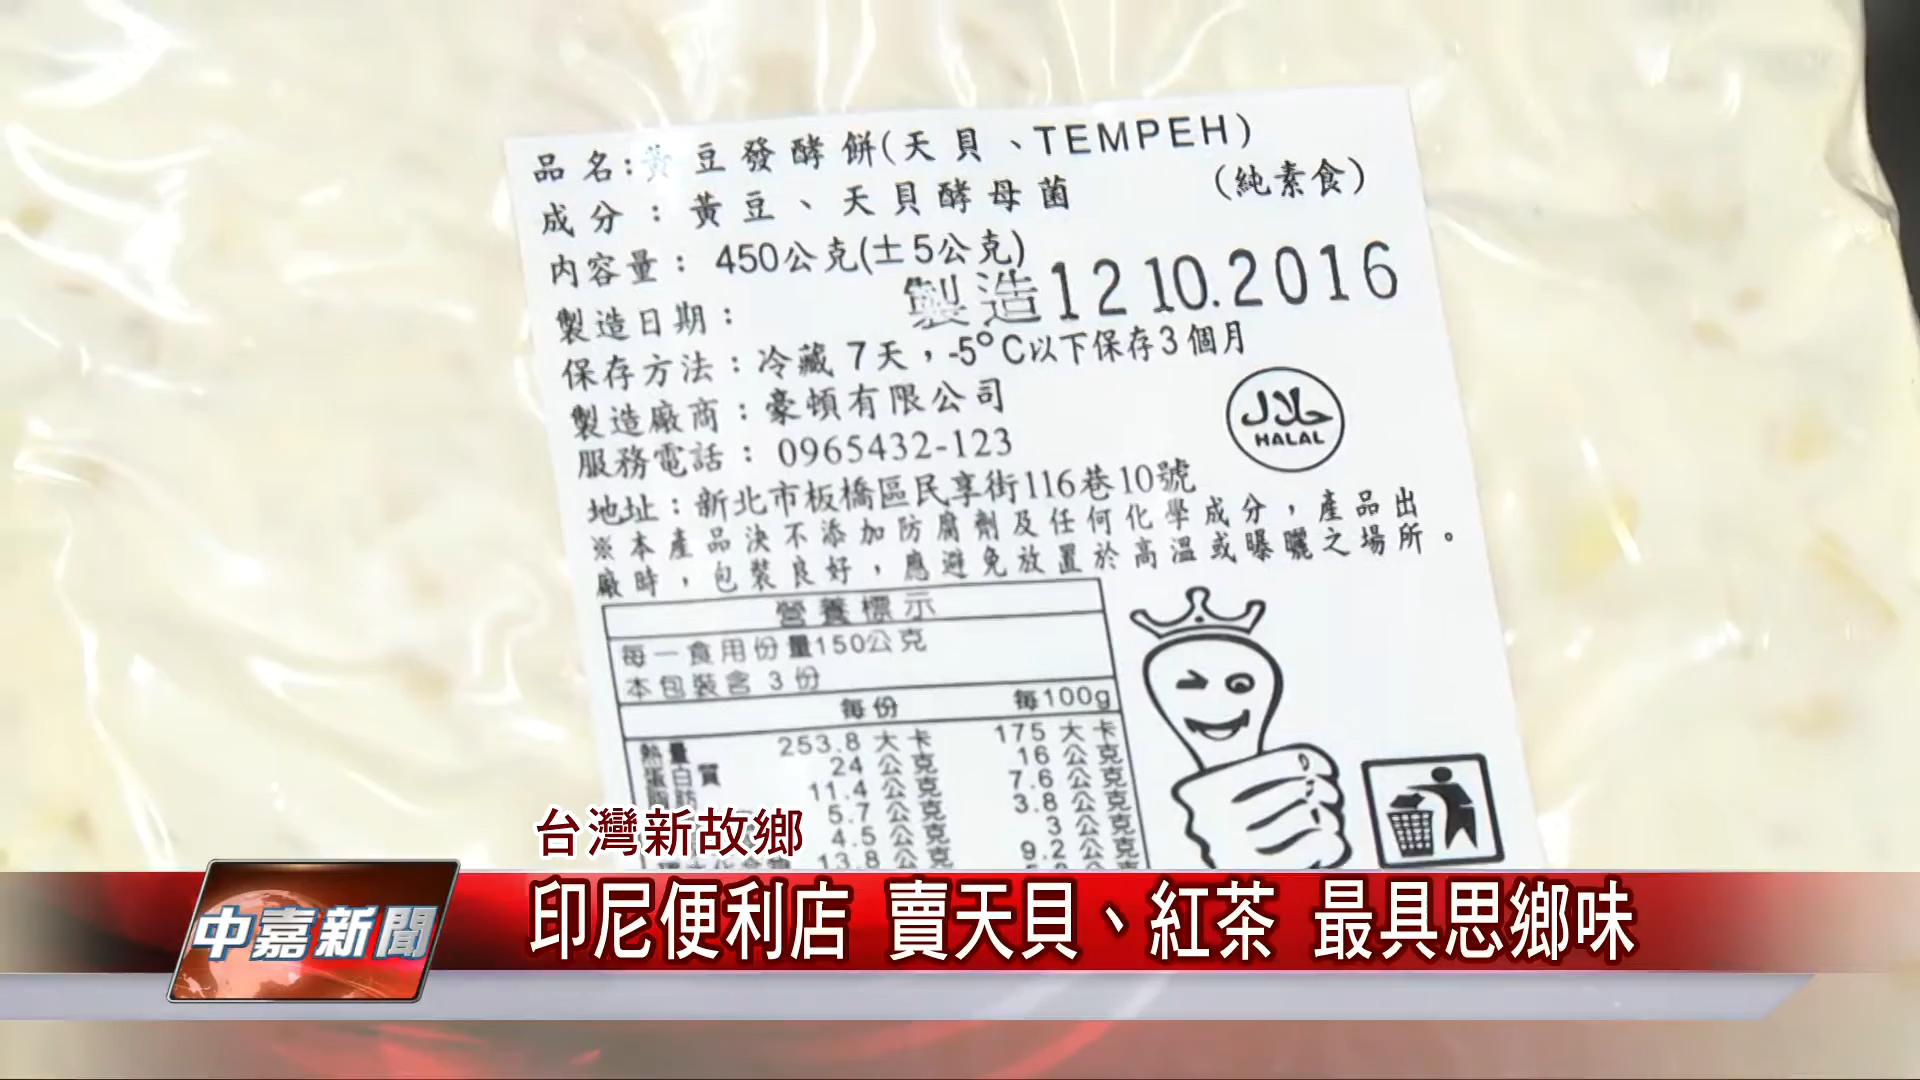 品名:黃豆發酵餅(天貝、TEMPEH)
(純素食)
成分：黃豆、天貝酵母菌
內容量：450公克(±5公克)
製造日期：
製造12 10.2016
保存方法：冷藏 7天，-5°C以下保存3個月
製造廠商：豪頓有限公司
服務電話：0965432-123
地址：新北市板橋區民享街116巷10號
HALAL
※本產品決不添加防腐劑及任何化學成分，產品出
廠時，包裝良好，應避免放置於高溫或曝曬之場所。
營養標示
每一食用份量150公克
本包裝含 3 份
每份 每100g
熱量 253.8 大卡 175 大卡
蛋白質 24 公克 16 公克
脂肪 11.4 公克 7.6 公克
5.7 公克 3.8 公克
4.5 公克 3 公克
13.8 公克 9.2 公克
台灣新故鄉
中嘉新聞
印尼便利店 賣天貝、紅茶 最具思鄉味